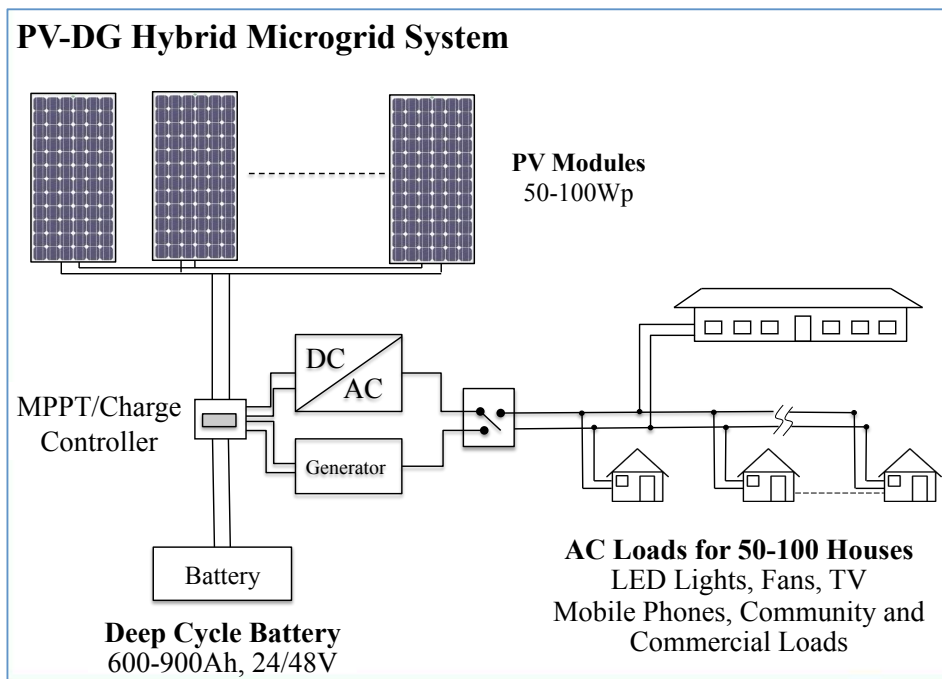 PV-DG Hybrid Microgrid System
PV Modules
50-100Wp
DC
AC
MPPT/Charge
Controller
Generator
Battery
Deep Cycle Battery
600-900Ah, 24/48V
AC Loads for 50-100 Houses
LED Lights, Fans, TV
Mobile Phones, Community and
Commercial Loads